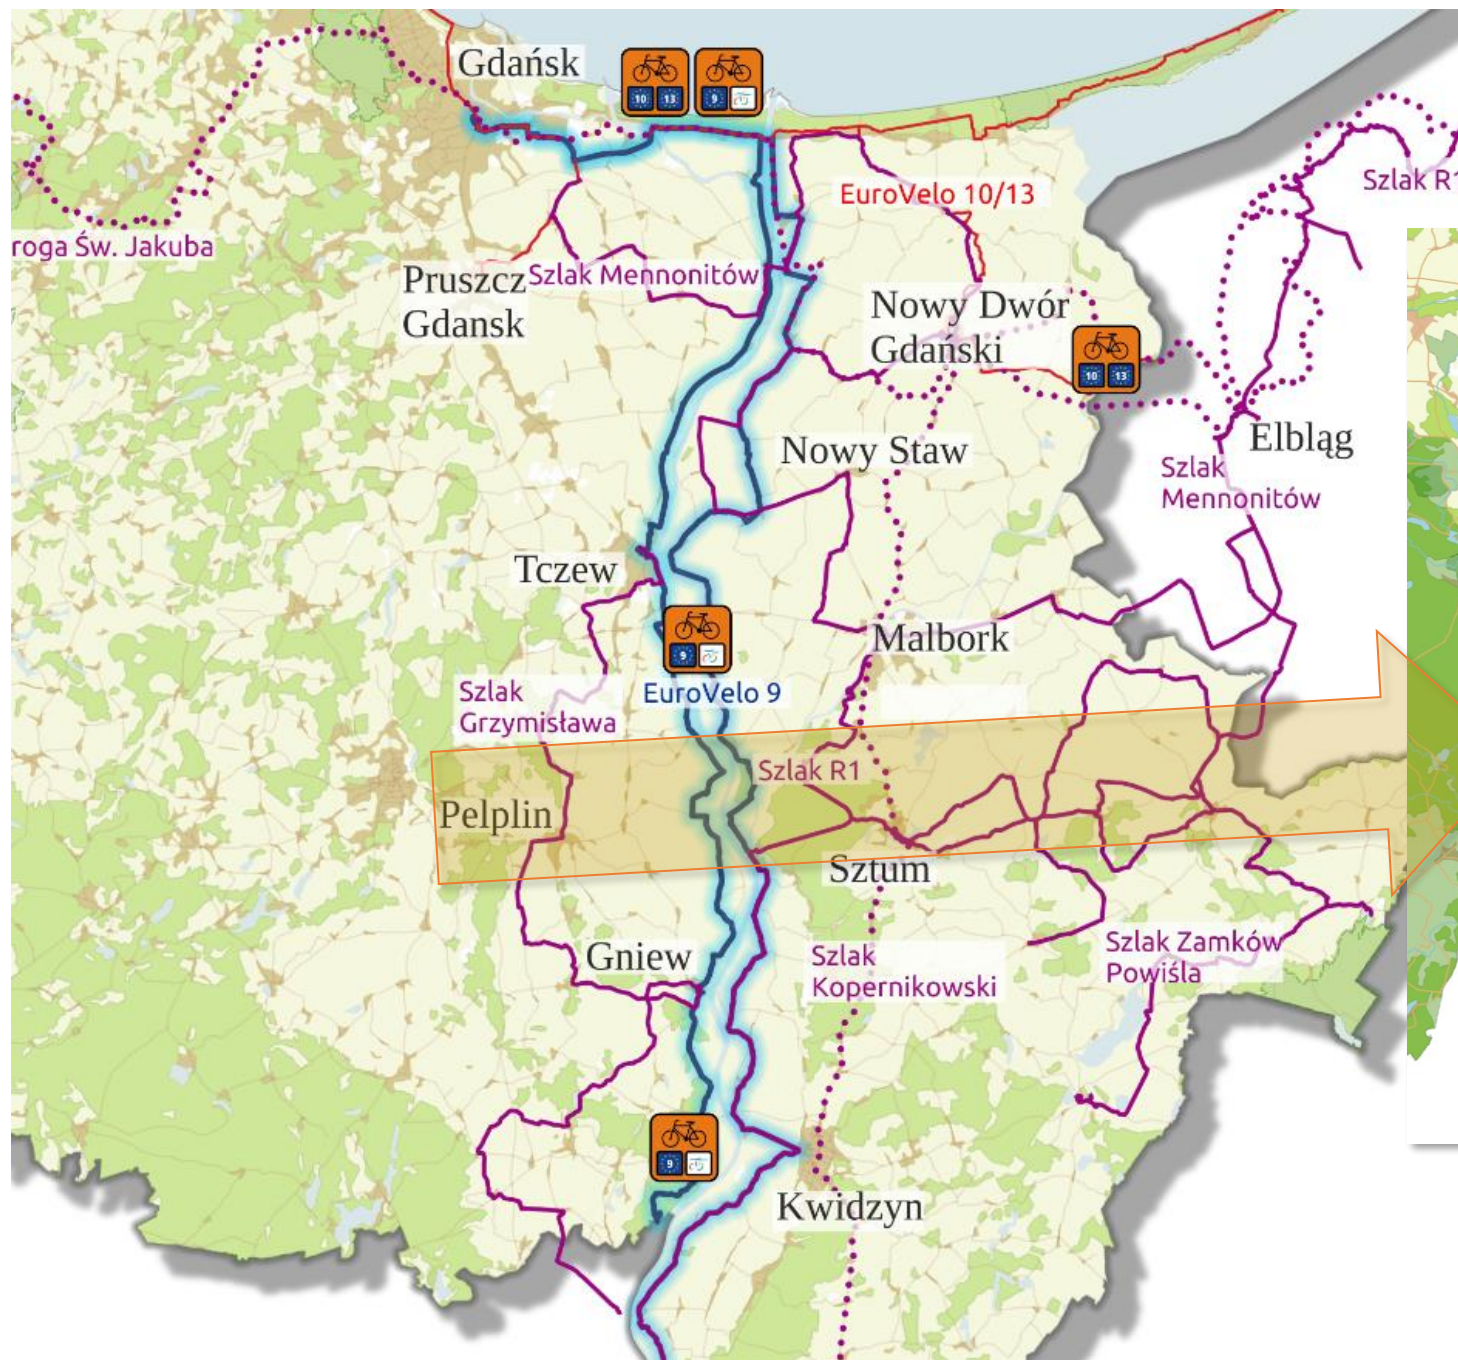 Gdańsk
10 13
9
EuroVelo 10/13
Szlak R1
roga Św. Jakuba
Pruszcz
Gdansk
Szlak Mennonitów
Nowy Dwór
Gdański
10 13
Elbląg
Nowy Staw
Szlak
Mennonitów
Tczew
9
Malbork
EuroVelo 9
Szlak
Grzymisława
Szlak R1
Pelplin
Sztum
Gniew
Szlak
Kopernikowski
Szlak Zamków
Powiśla
9
Kwidzyn